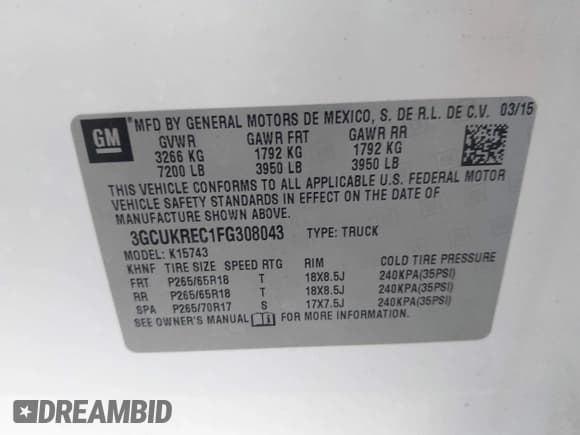 GM
MFD BY GENERAL MOTORS DE MEXICO, S. DE R.L. DE C.V. 03/15
GVWR GAWR FRT GAWR RR
3266 KG 1792 KG 1792 KG
7200 LB 3950 LB 3950 LB
THIS VEHICLE CONFORMS TO ALL APPLICABLE U.S. FEDERAL MOTOR
VEHICLE SAFETY STANDARDS IN EFFECT ON THE DATE OF
MANUFACTURE SHOWN ABOVE.
3GCUKREC1FG308043 TYPE: TRUCK
MODEL: K15743
KHNF TIRE SIZE SPEED RTG RIM COLD TIRE PRESSURE
FRT P265/65R18 T 18X8.5J 240KPA(35PSI)
RR P265/65R18 T 18X8.5J 240KPA(35PSI)
SPA P265/70R17 S 17X7.5J 240KPA(35PSI)
SEE OWNER'S MANUAL FOR MORE INFORMATION.
DREAMBID